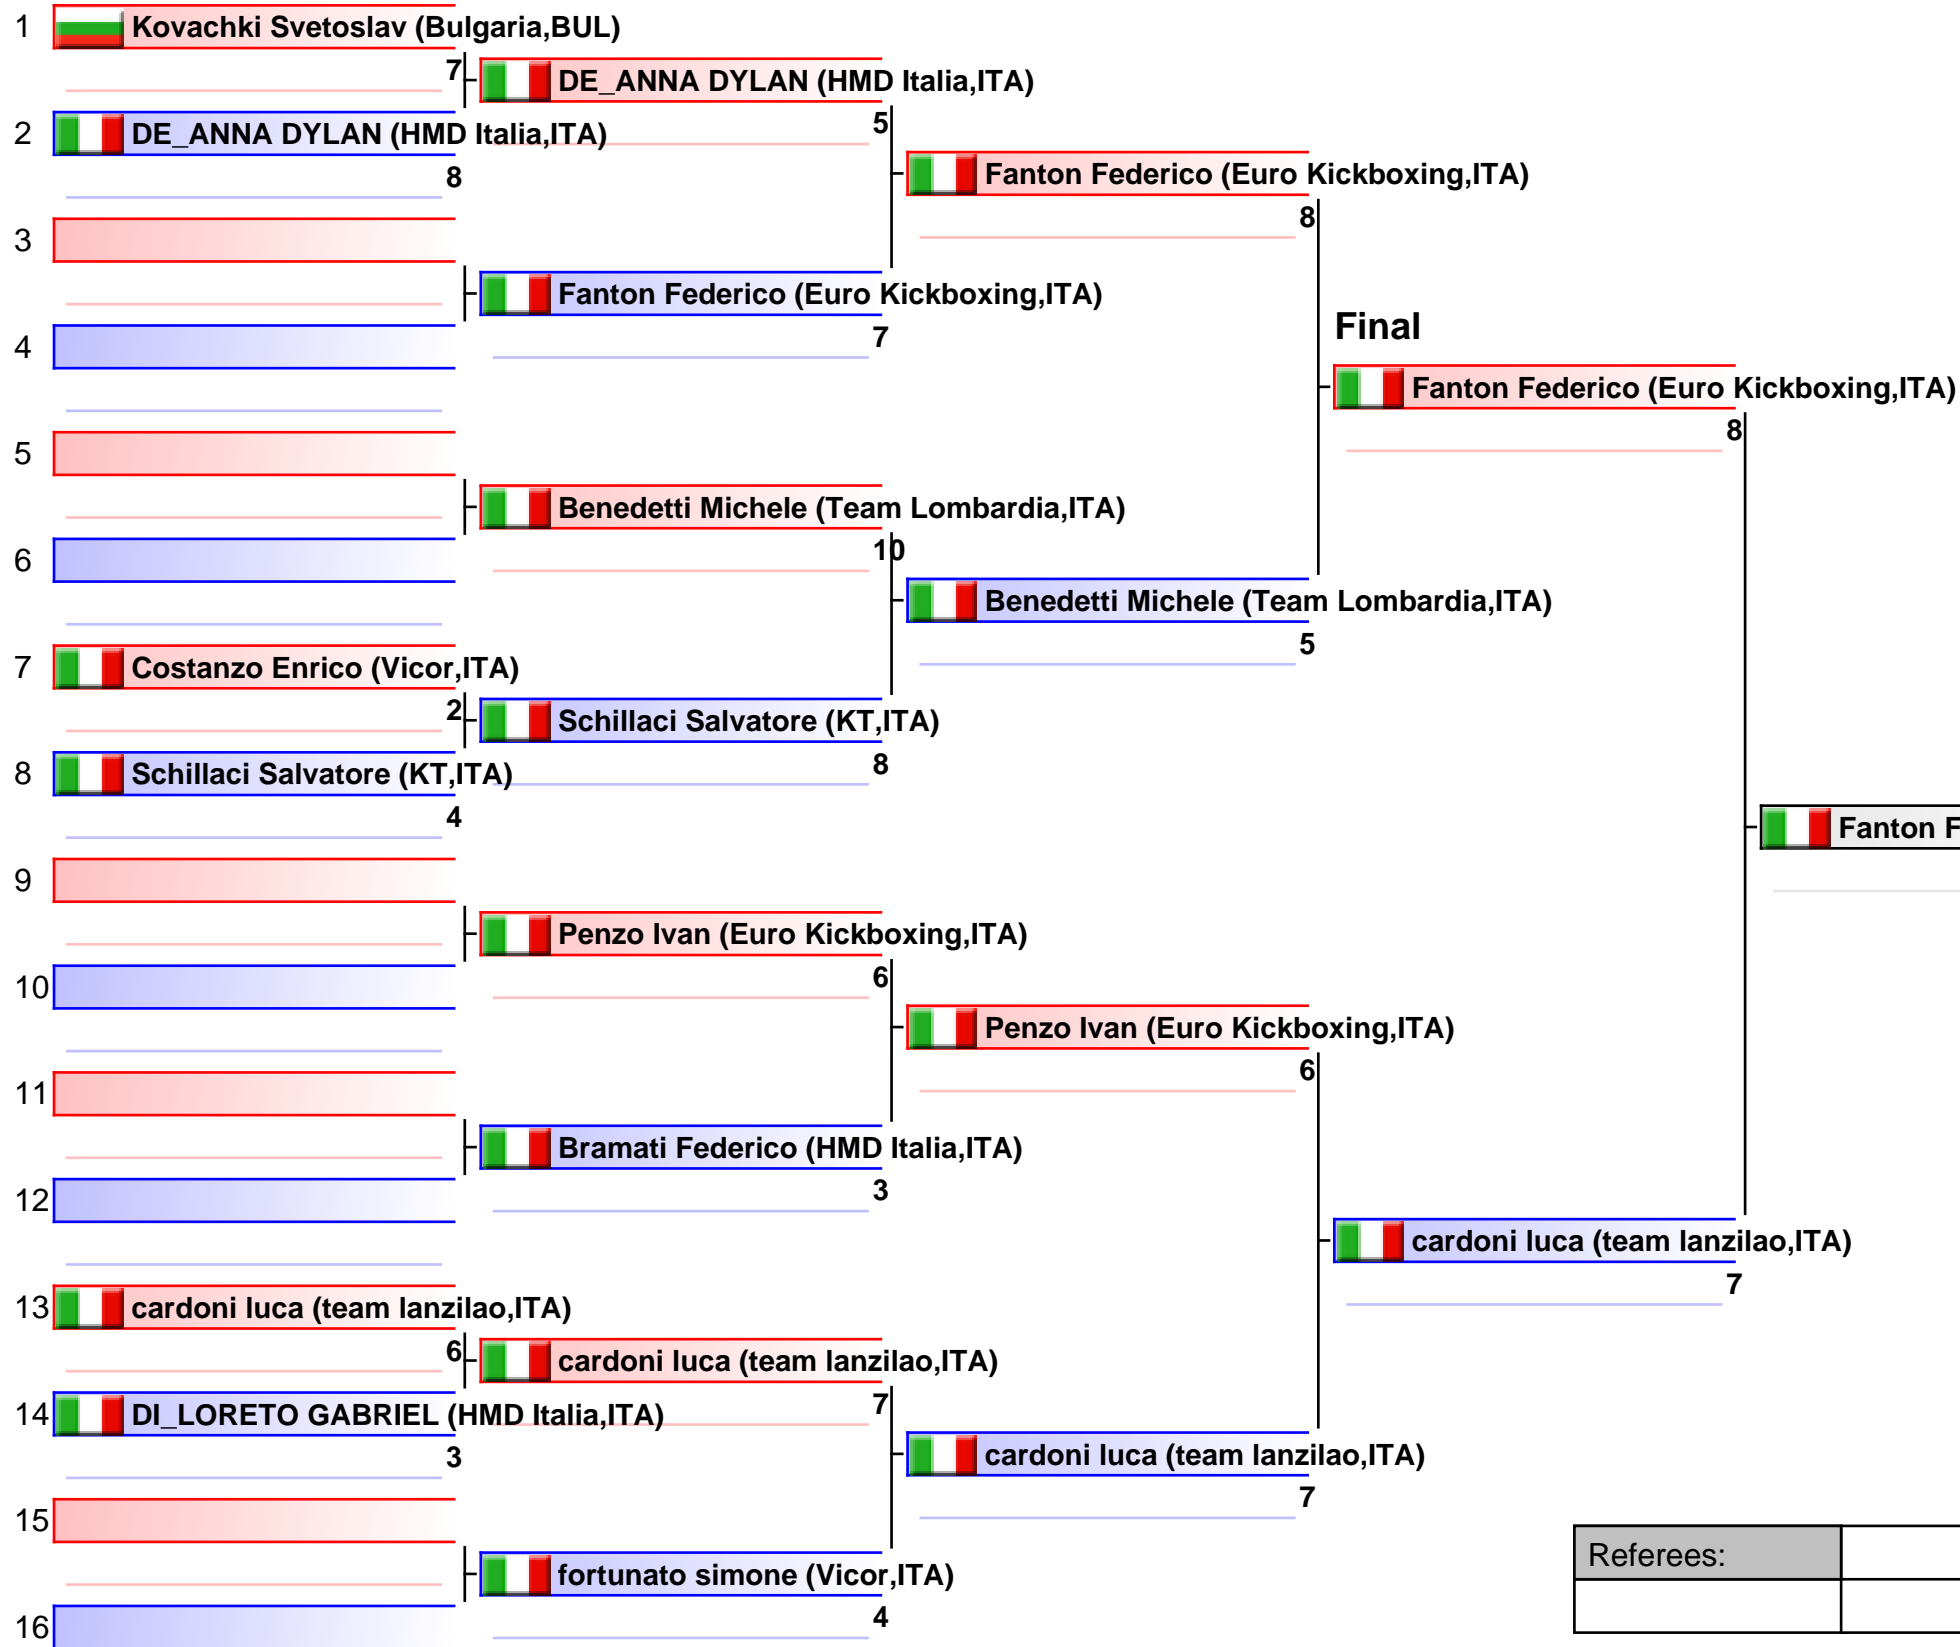 1 Kovachki Svetoslav (Bulgaria,BUL)
7
DE_ANNA DYLAN (HMD Italia,ITA)
5
2 DE_ANNA DYLAN (HMD Italia,ITA)
8
Fanton Federico (Euro Kickboxing,ITA)
8
3
Fanton Federico (Euro Kickboxing,ITA)
7
4
Final
Fanton Federico (Euro Kickboxing,ITA)
8
5
Benedetti Michele (Team Lombardia,ITA)
10
6
Benedetti Michele (Team Lombardia,ITA)
5
7 Costanzo Enrico (Vicor,ITA)
2
Schillaci Salvatore (KT,ITA)
8
8 Schillaci Salvatore (KT,ITA)
4
Fanton F
9
Penzo Ivan (Euro Kickboxing,ITA)
6
10
Penzo Ivan (Euro Kickboxing,ITA)
6
11
Bramati Federico (HMD Italia,ITA)
3
12
cardoni luca (team lanzilao,ITA)
7
13 cardoni luca (team lanzilao,ITA)
6
cardoni luca (team lanzilao,ITA)
7
14 DI_LORETO GABRIEL (HMD Italia,ITA)
3
cardoni luca (team lanzilao,ITA)
7
15
fortunato simone (Vicor,ITA)
4
16
Referees: